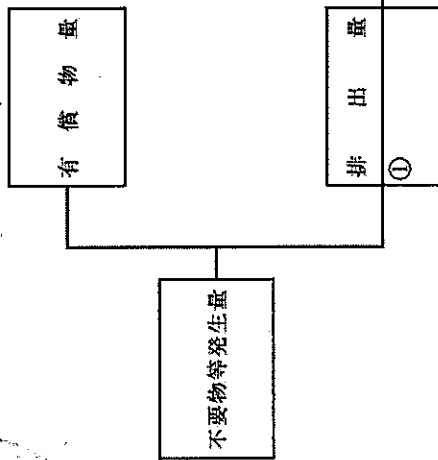 有償物量
排出量
①
不要物等発生量